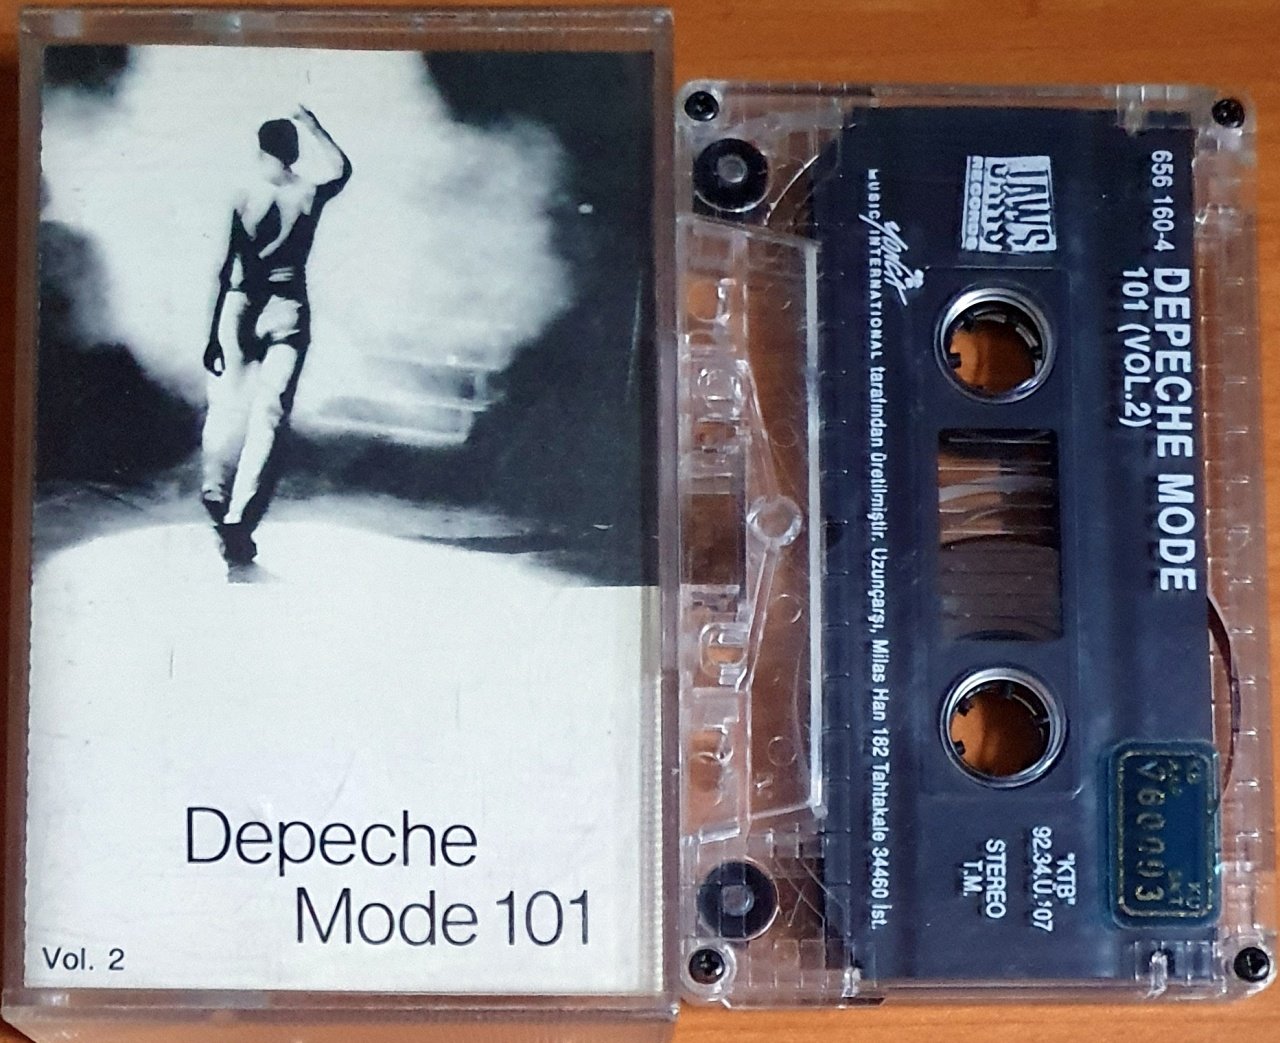 Depeche
Mode 101
Vol. 2
656 160-4 DEPECHE MODE
101 (VOL.2)
RECORDS
YONCA
MUSIC INTERNATIONAL tarafından üretilmiştir. Uzunçarşı, Milas Han 182 Tahtakale 34460 İst.
"KTB"
92.34.Ü.107
STEREO
T.M.